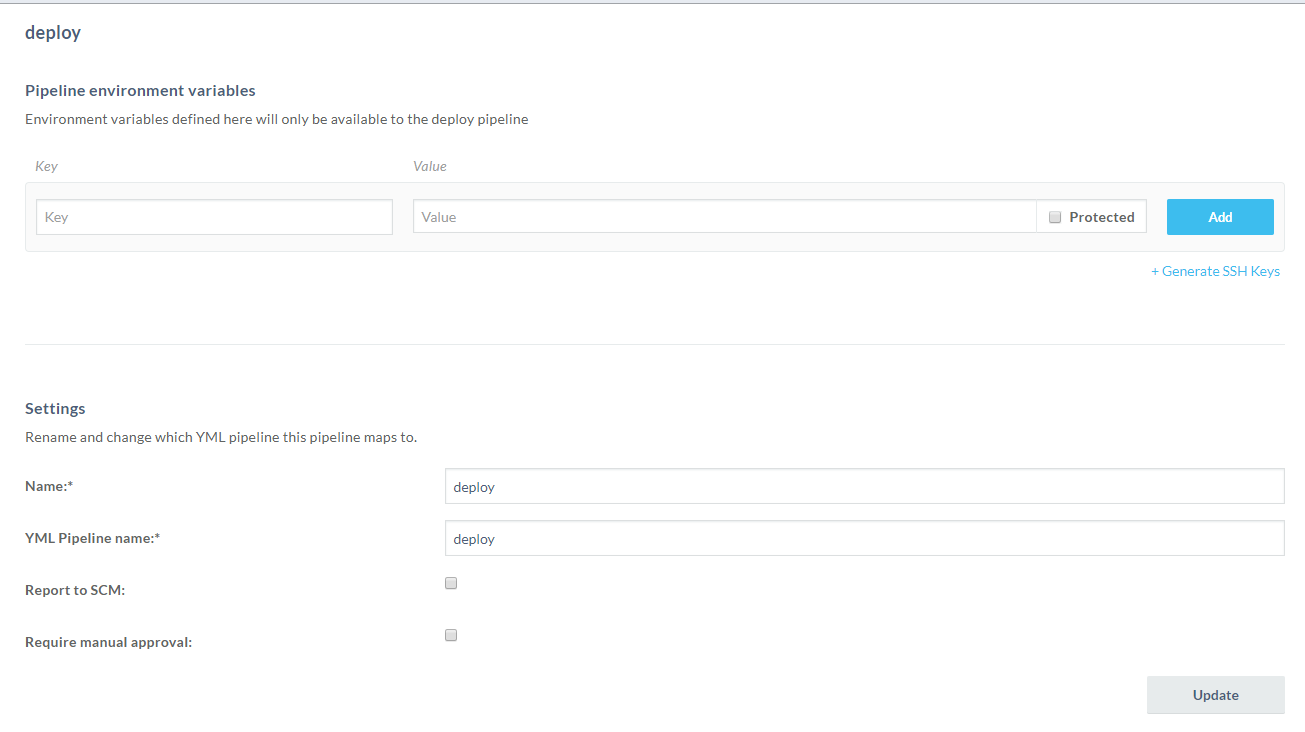 deploy
Pipeline environment variables
Environment variables defined here will only be available to the deploy pipeline
Key Value
Key Value Protected Add
+ Generate SSH Keys
Settings
Rename and change which YML pipeline this pipeline maps to.
Name:* deploy
YML Pipeline name:* deploy
Report to SCM:
Require manual approval:
Update